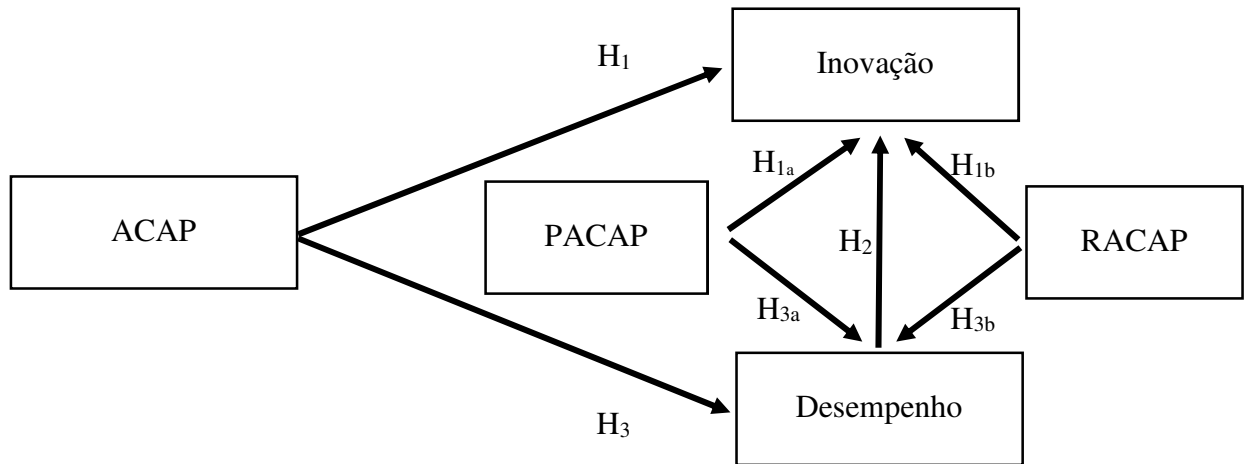 H₁
Inovação
H₁ₐ
H₁b
ACAP
PACAP
H₂
RACAP
H₃ₐ
H₃b
Desempenho
H₃